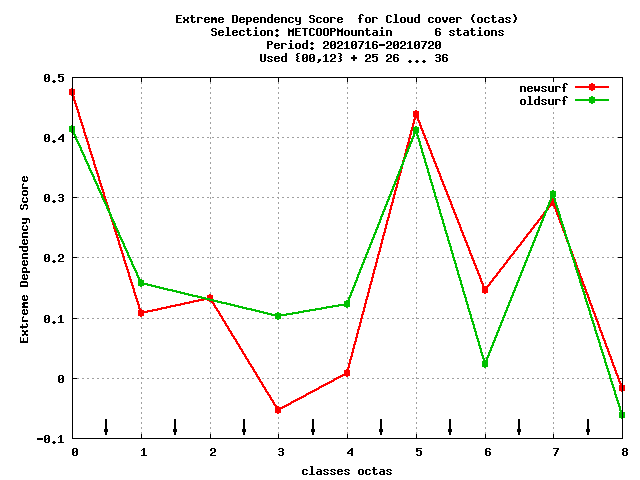 Extreme Dependency Score  for Cloud cover (octas)
Selection: METCOOPMountain      6 stations
Period: 20210716-20210720
Used {00,12} + 25 26 ... 36
newsurf
oldsurf
0.5
0.4
0.3
0.2
0.1
0
-0.1
Extreme Dependency Score
0 1 2 3 4 5 6 7 8
classes octas